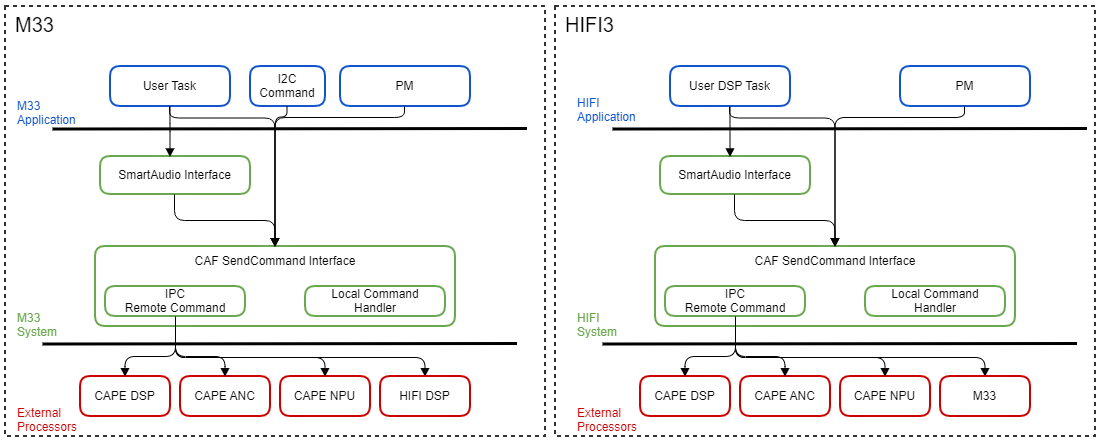 M33
User Task
I2C
Command
PM
M33
Application
SmartAudio Interface
CAF SendCommand Interface
IPC
Remote Command
Local Command
Handler
M33
System
CAPE DSP
CAPE ANC
CAPE NPU
HIFI DSP
External
Processors
HIFI3
User DSP Task
PM
HIFI
Application
SmartAudio Interface
CAF SendCommand Interface
IPC
Remote Command
Local Command
Handler
HIFI
System
CAPE DSP
CAPE ANC
CAPE NPU
M33
External
Processors